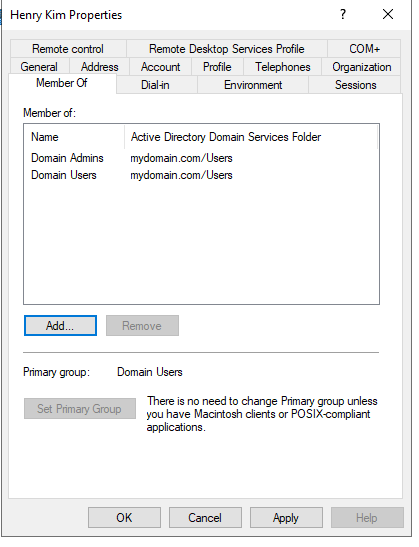 Henry Kim Properties
Remote control Remote Desktop Services Profile COM+
General Address Account Profile Telephones Organization
Member Of Dial-in Environment Sessions
Member of:
Name Active Directory Domain Services Folder
Domain Admins mydomain.com/Users
Domain Users mydomain.com/Users
Add... Remove
Primary group: Domain Users
Set Primary Group There is no need to change Primary group unless
you have Macintosh clients or POSIX-compliant
applications.
OK Cancel Apply Help